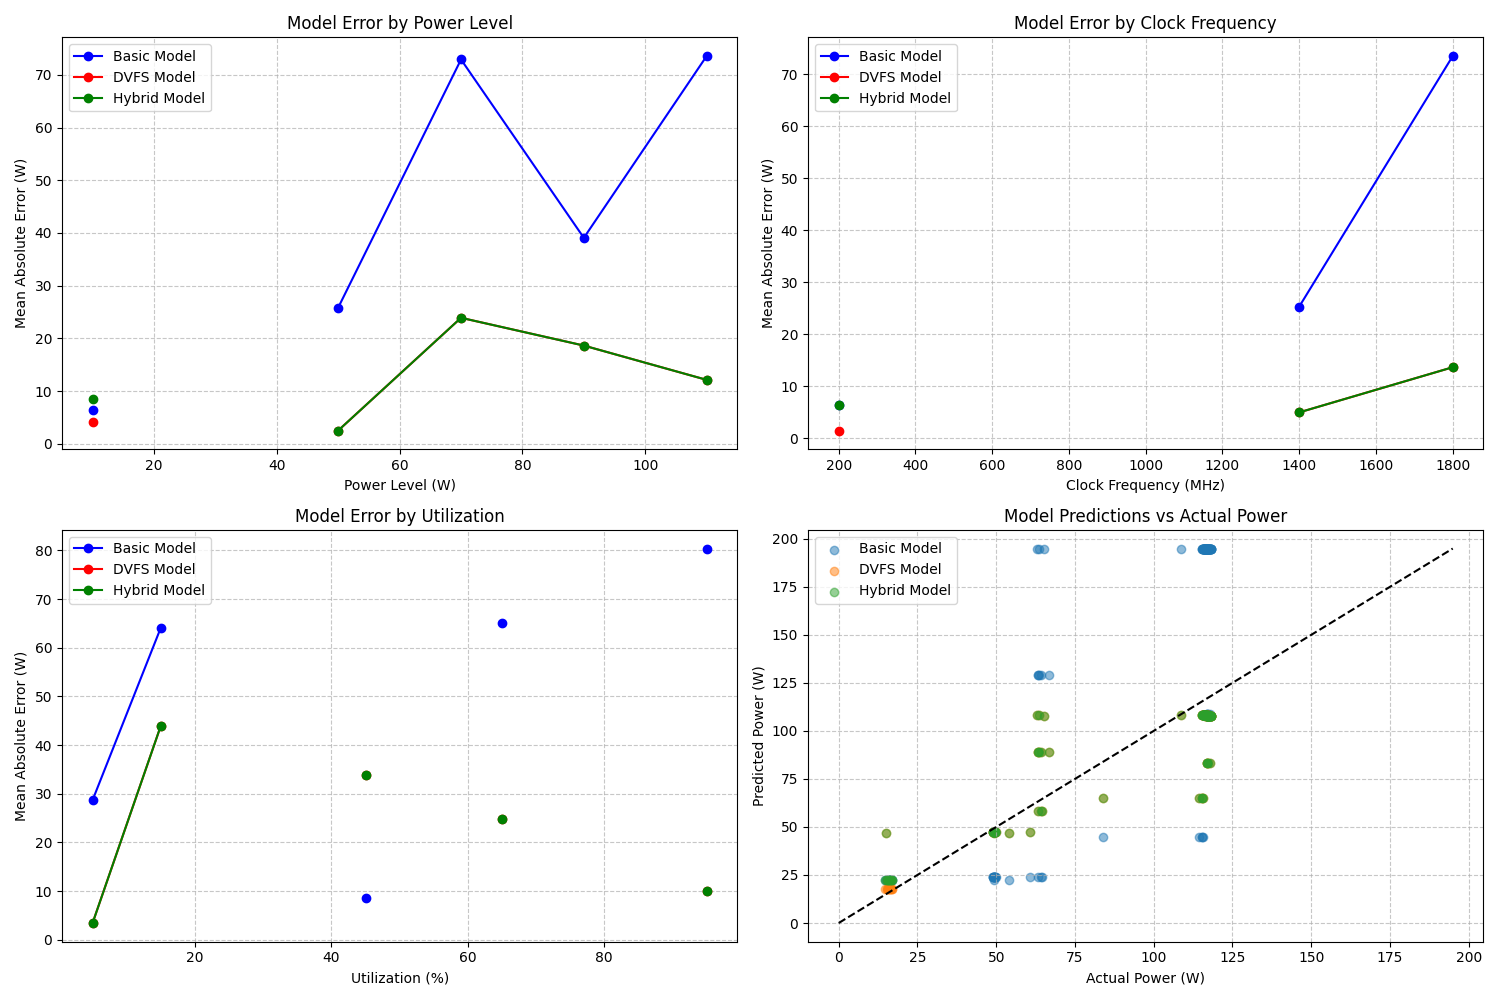 Model Error by Power Level
Mean Absolute Error (W)
70
60
50
40
30
20
10
0
Basic Model
DVFS Model
Hybrid Model
20
40
60
80
100
Power Level (W)
Model Error by Clock Frequency
Mean Absolute Error (W)
70
60
50
40
30
20
10
0
Basic Model
DVFS Model
Hybrid Model
200
400
600
800
1000
1200
1400
1600
1800
Clock Frequency (MHz)
Model Error by Utilization
Mean Absolute Error (W)
80
70
60
50
40
30
20
10
0
Basic Model
DVFS Model
Hybrid Model
20
40
60
80
Utilization (%)
Model Predictions vs Actual Power
Predicted Power (W)
200
175
150
125
100
75
50
25
0
Basic Model
DVFS Model
Hybrid Model
0
25
50
75
100
125
150
175
200
Actual Power (W)